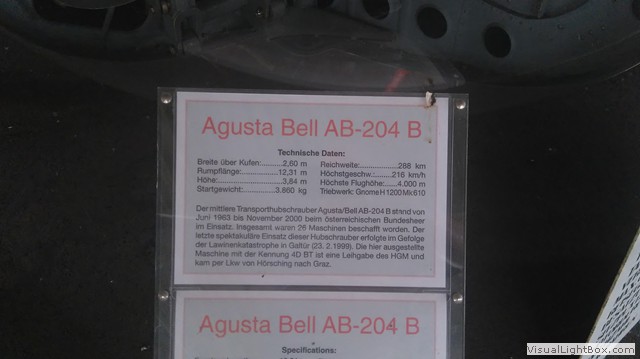 Agusta Bell AB-204 B
Technische Daten:
Breite über Kufen:..........2,60 m
Rumpflänge:.................12,31 m
Höhe:............................3,84 m
Startgewicht:................3.860 kg
Reichweite:....................288 km
Höchstgeschw.:.......216 km/h
Höchste Flughöhe:.....4.000 m
Triebwerk: Gnome H 1200 Mk 610
Der mittlere Transporthubschrauber Agusta/Bell AB-204 B stand von
Juni 1963 bis November 2000 beim österreichischen Bundesheer
im Einsatz. Insgesamt waren 26 Maschinen beschafft worden. Der
letzte spektakuläre Einsatz dieser Hubschrauber erfolgte im Gefolge
der Lawinenkatastrophe in Galtür (23. 2.1999). Die hier ausgestellte
Maschine mit der Kennung 4D BT ist eine Leihgabe des HGM und
kam per Lkw von Hörsching nach Graz.
Agusta Bell AB-204 B
Specifications:
www.VisualLightBox.com